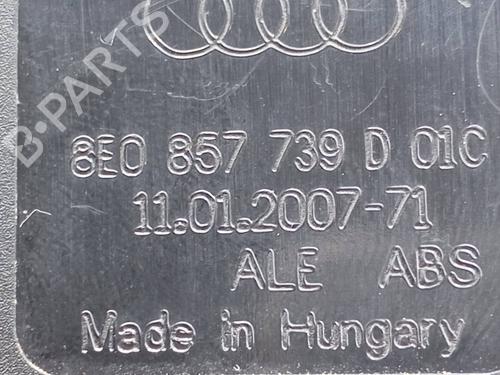 B-PARTS
8E0 857 739 D 01C
11.01.2007-71
ALE ABS
Made in Hungary